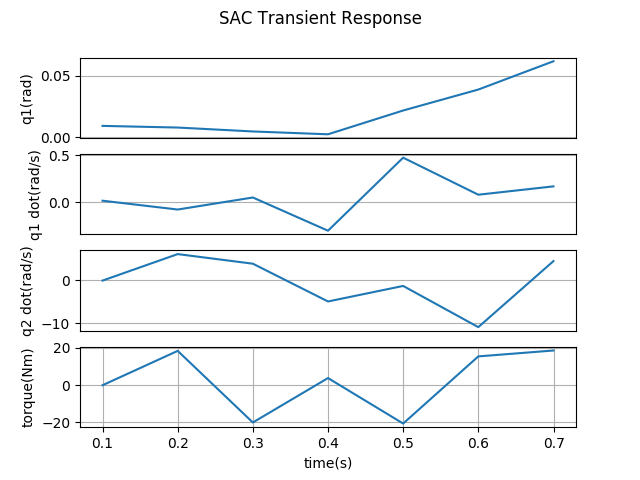 SAC Transient Response
q1(rad)
0.05
0.00
q1 dot(rad/s)
0.5
0.0
q2 dot(rad/s)
0
−10
torque(Nm)
20
0
−20
0.1 0.2 0.3 0.4 0.5 0.6 0.7
time(s)